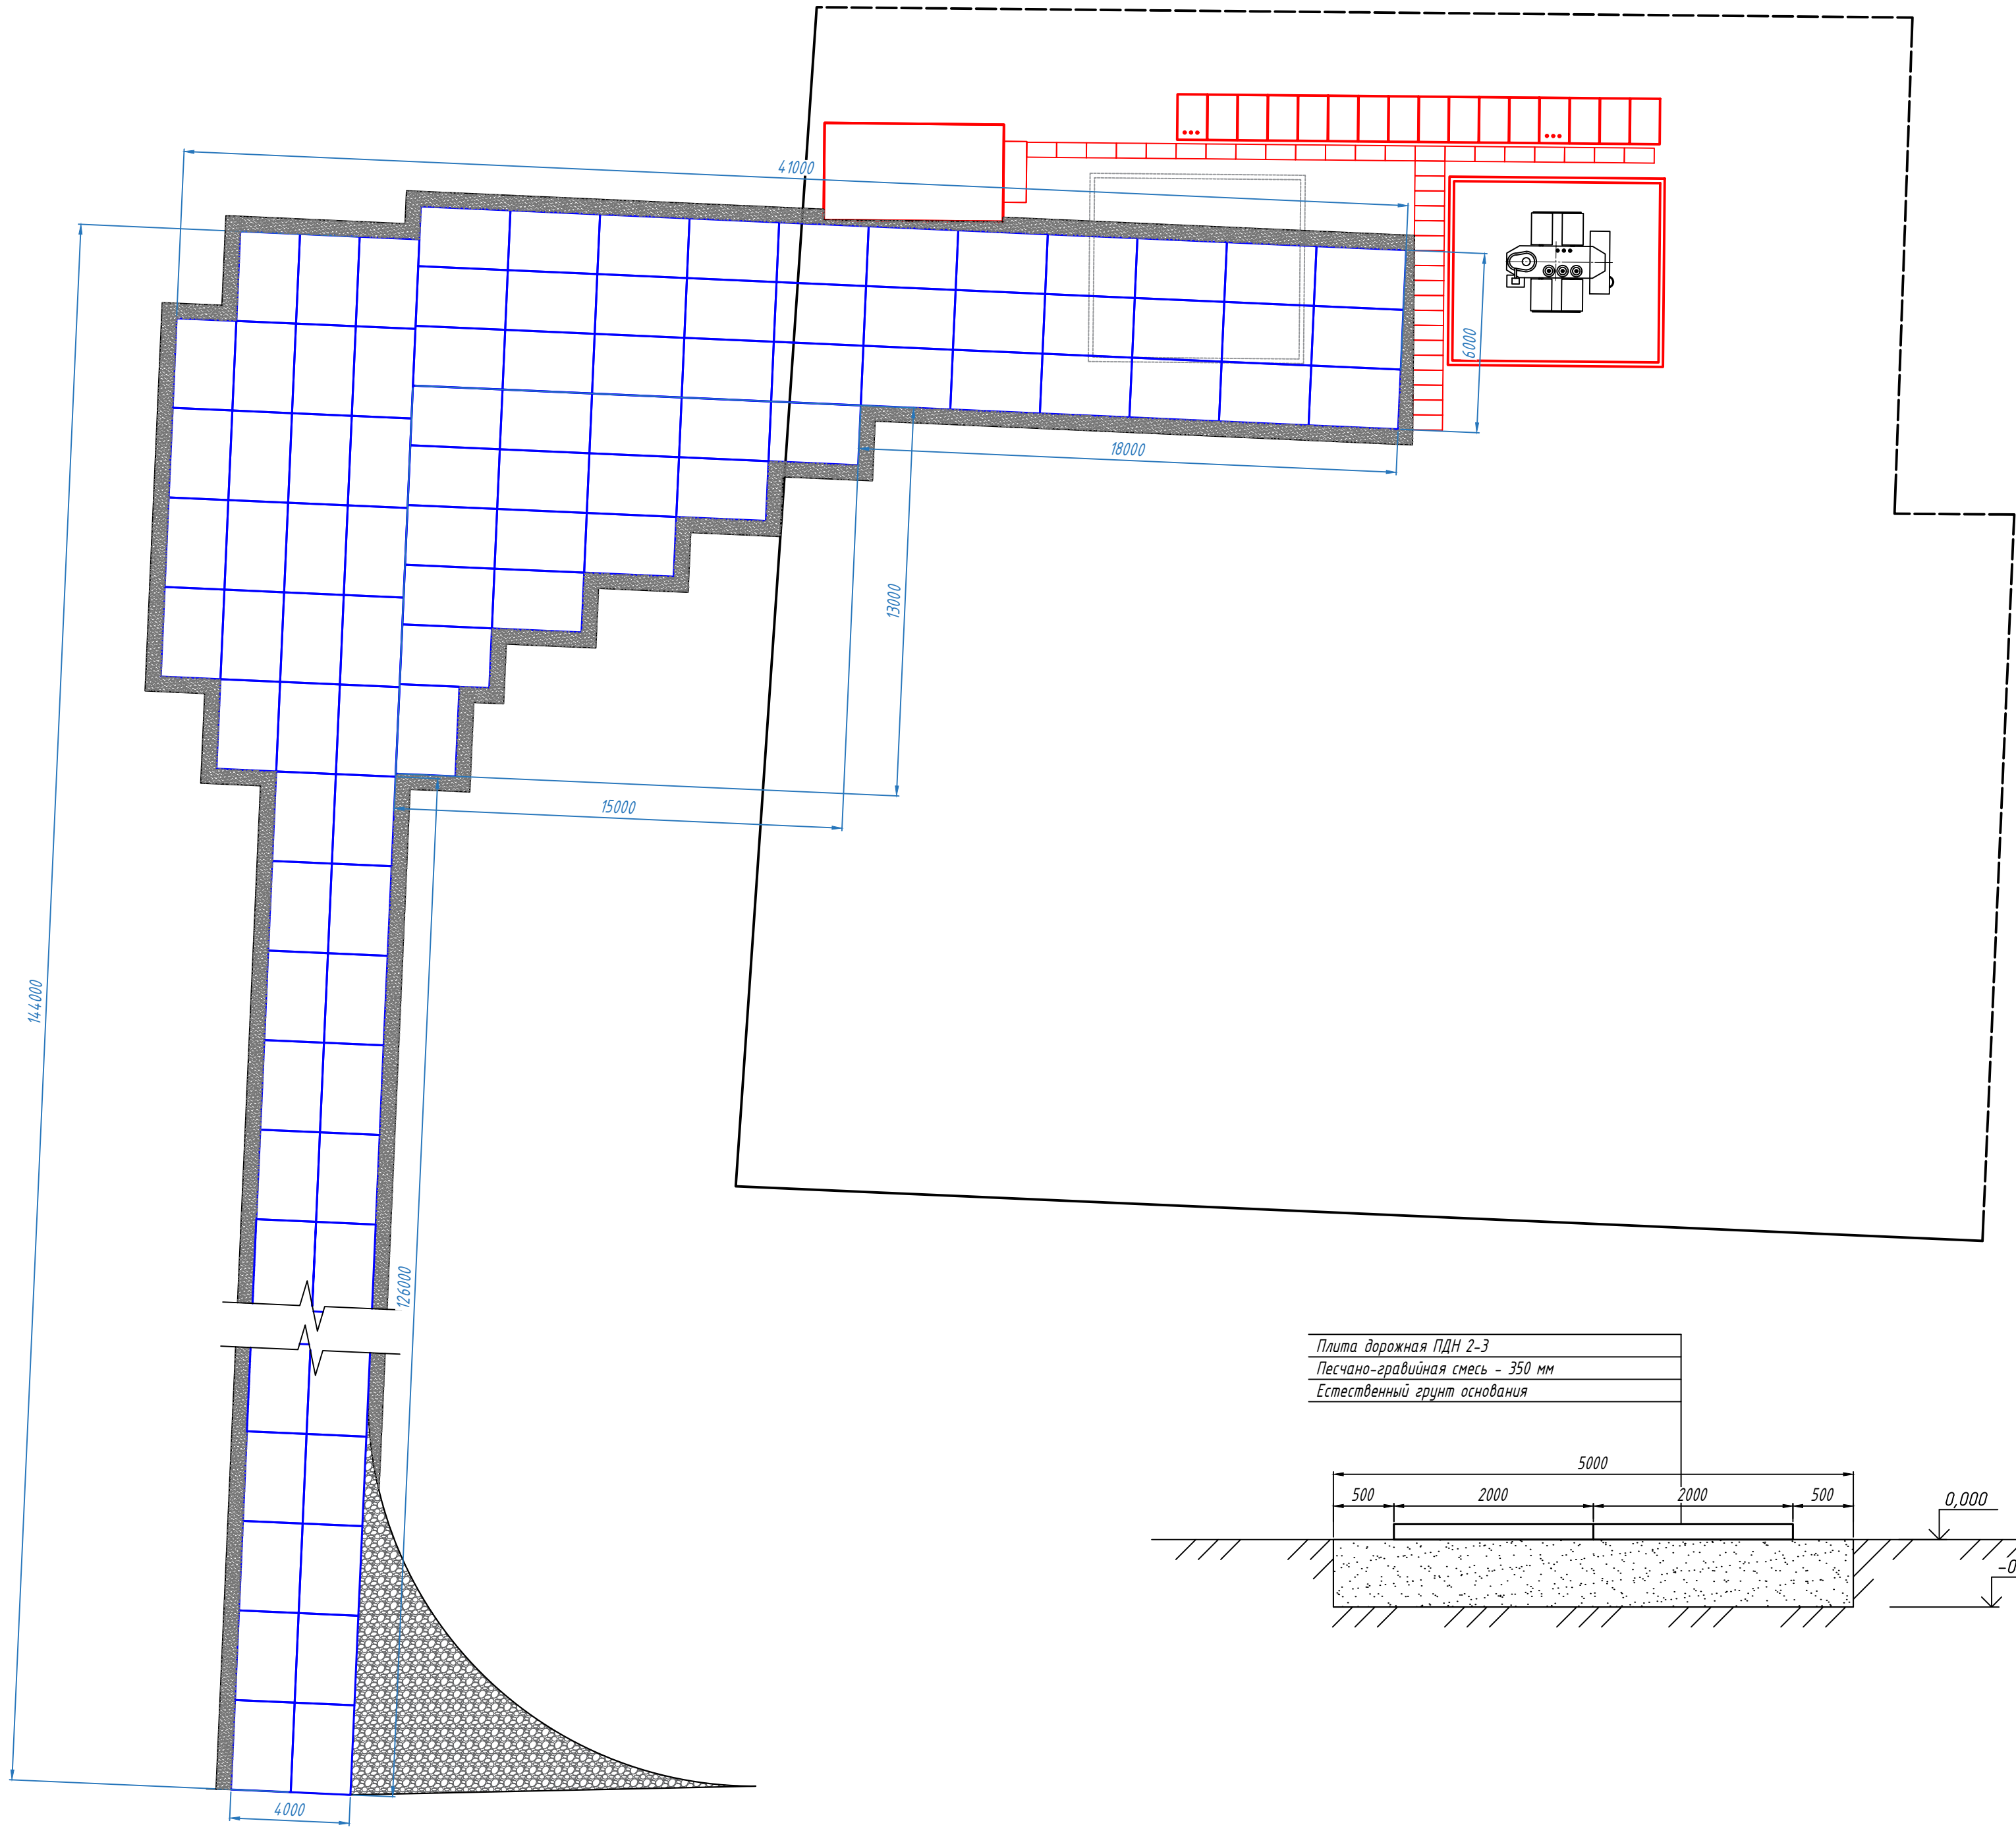 41000
6000
18000
13000
15000
144000
126000
4000
Плита дорожная ПДН 2-3
Песчано-гравийная смесь - 350 мм
Естественный грунт основания
5000
500 2000 2000 500
0,000
-0